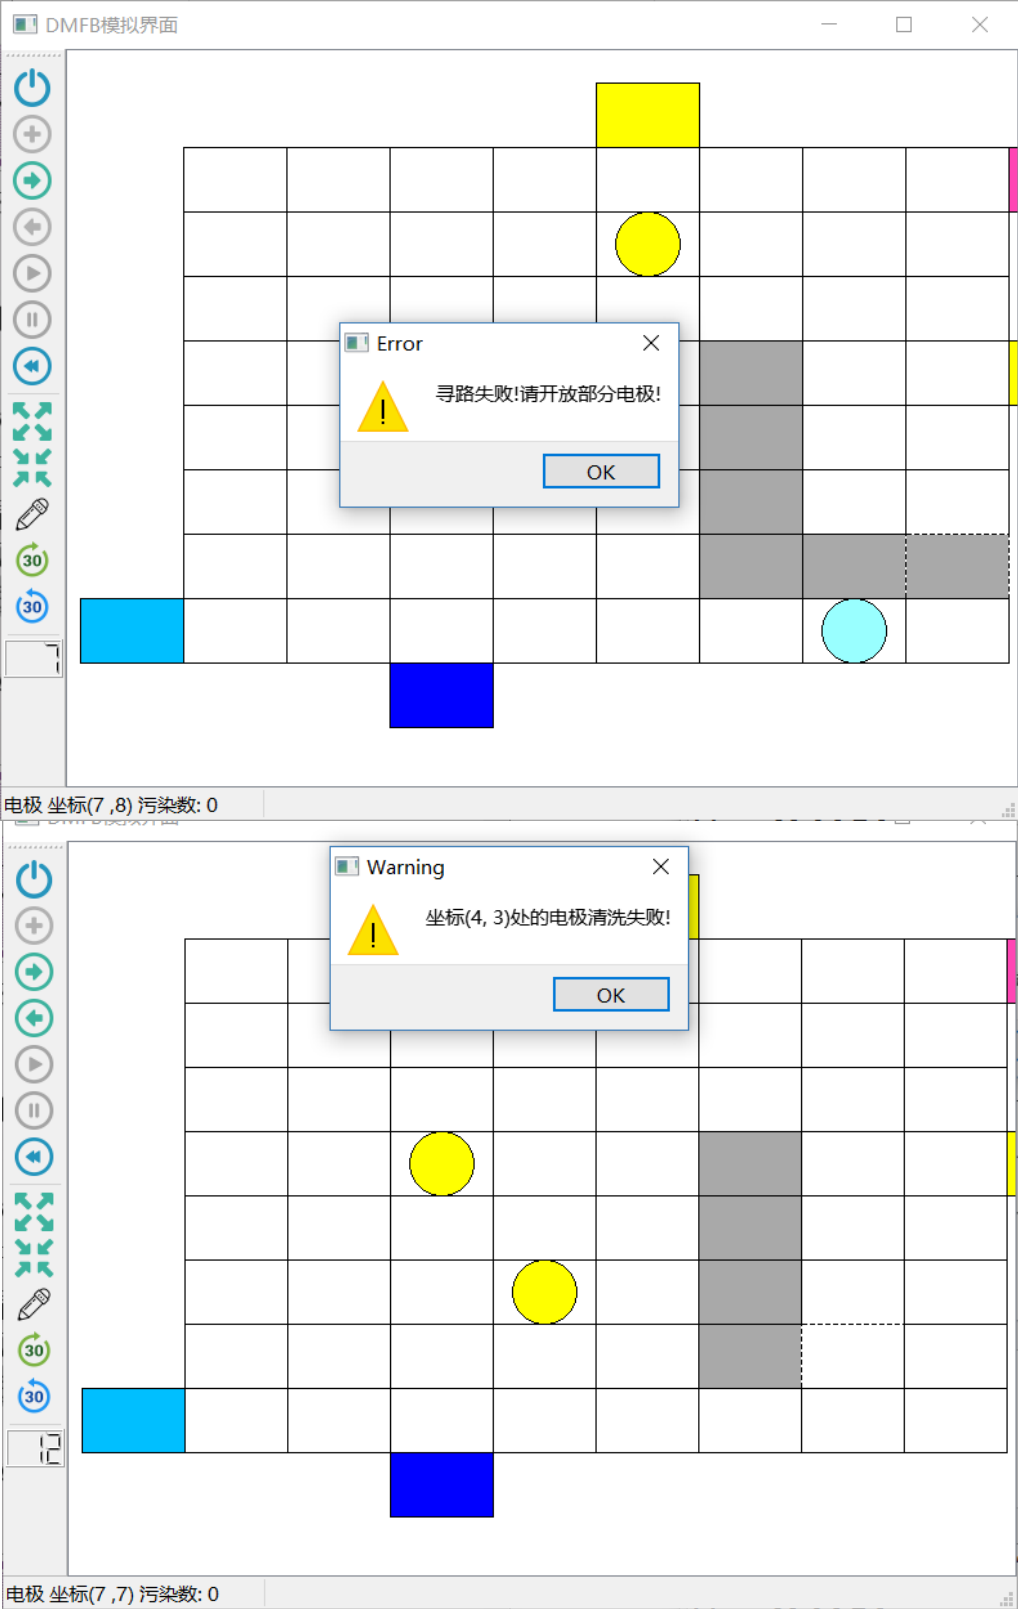 DMFB模拟界面
Error
寻路失败!请开放部分电极!
OK
30
30
7
电极 坐标(7 ,8) 污染数: 0
Warning
坐标(4, 3)处的电极清洗失败!
OK
30
30
12
电极 坐标(7 ,7) 污染数: 0